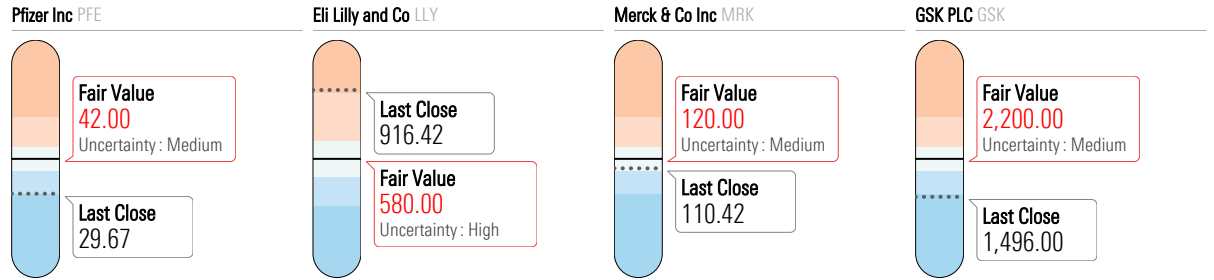 Pfizer Inc PFE
Fair Value
42.00
Uncertainty : Medium
Last Close
29.67
Eli Lilly and Co LLY
Last Close
916.42
Fair Value
580.00
Uncertainty : High
Merck & Co Inc MRK
Fair Value
120.00
Uncertainty : Medium
Last Close
110.42
GSK PLC GSK
Fair Value
2,200.00
Uncertainty : Medium
Last Close
1,496.00